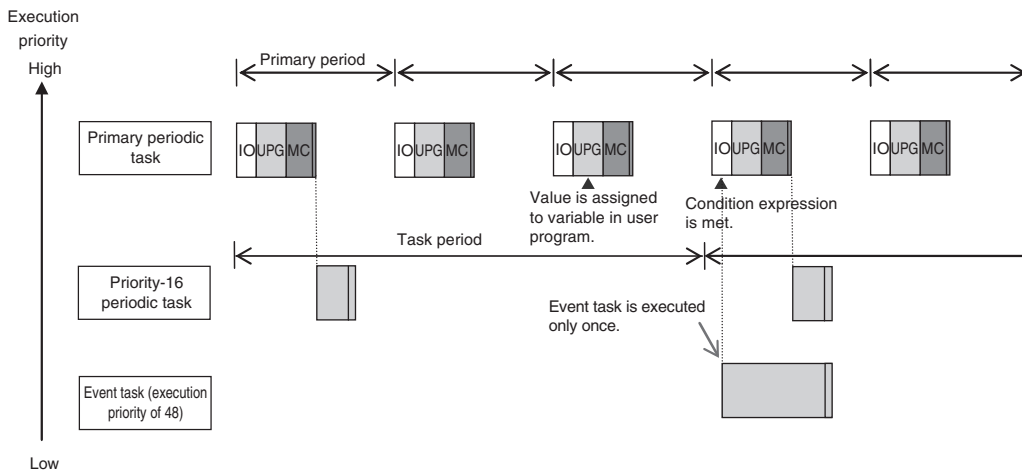 Execution
priority
High
Primary period
Primary periodic
task
IO UPG MC
IO UPG MC
IO UPG MC
IO UPG MC
IO UPG MC
Value is assigned
to variable in user
program.
Condition expression
is met.
Task period
Priority-16
periodic task
Event task is executed
only once.
Event task (execution
priority of 48)
Low